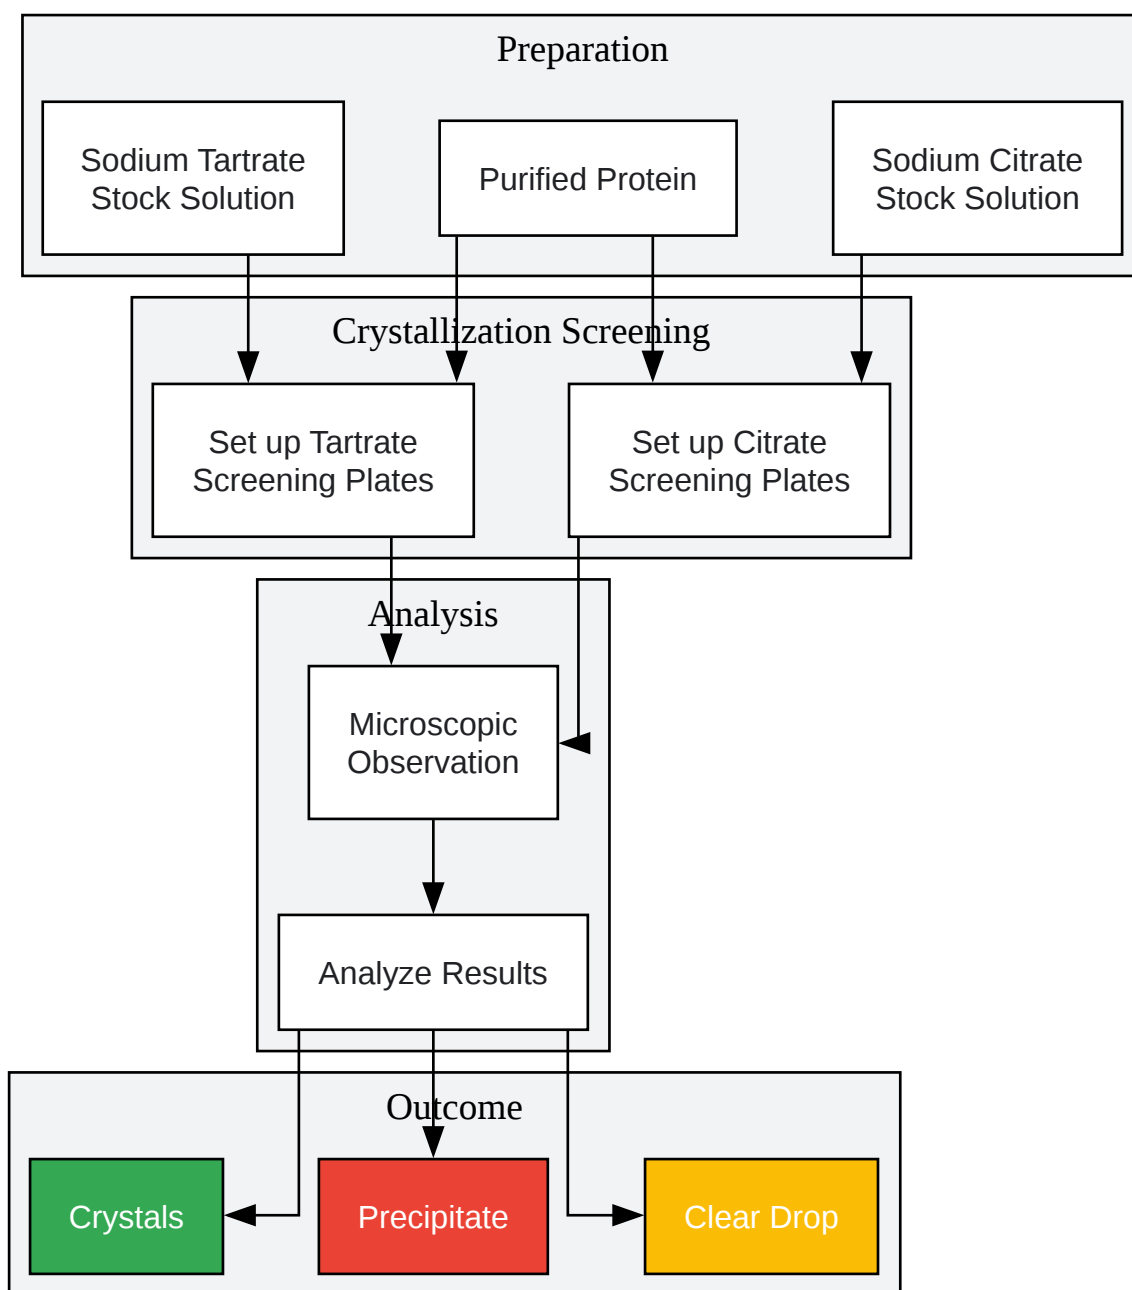 Preparation
Sodium Tartrate
Stock Solution
Purified Protein
Sodium Citrate
Stock Solution
Crystallization Screening
Set up Tartrate
Screening Plates
Set up Citrate
Screening Plates
Analysis
Microscopic
Observation
Analyze Results
Outcome
Crystals
Precipitate
Clear Drop